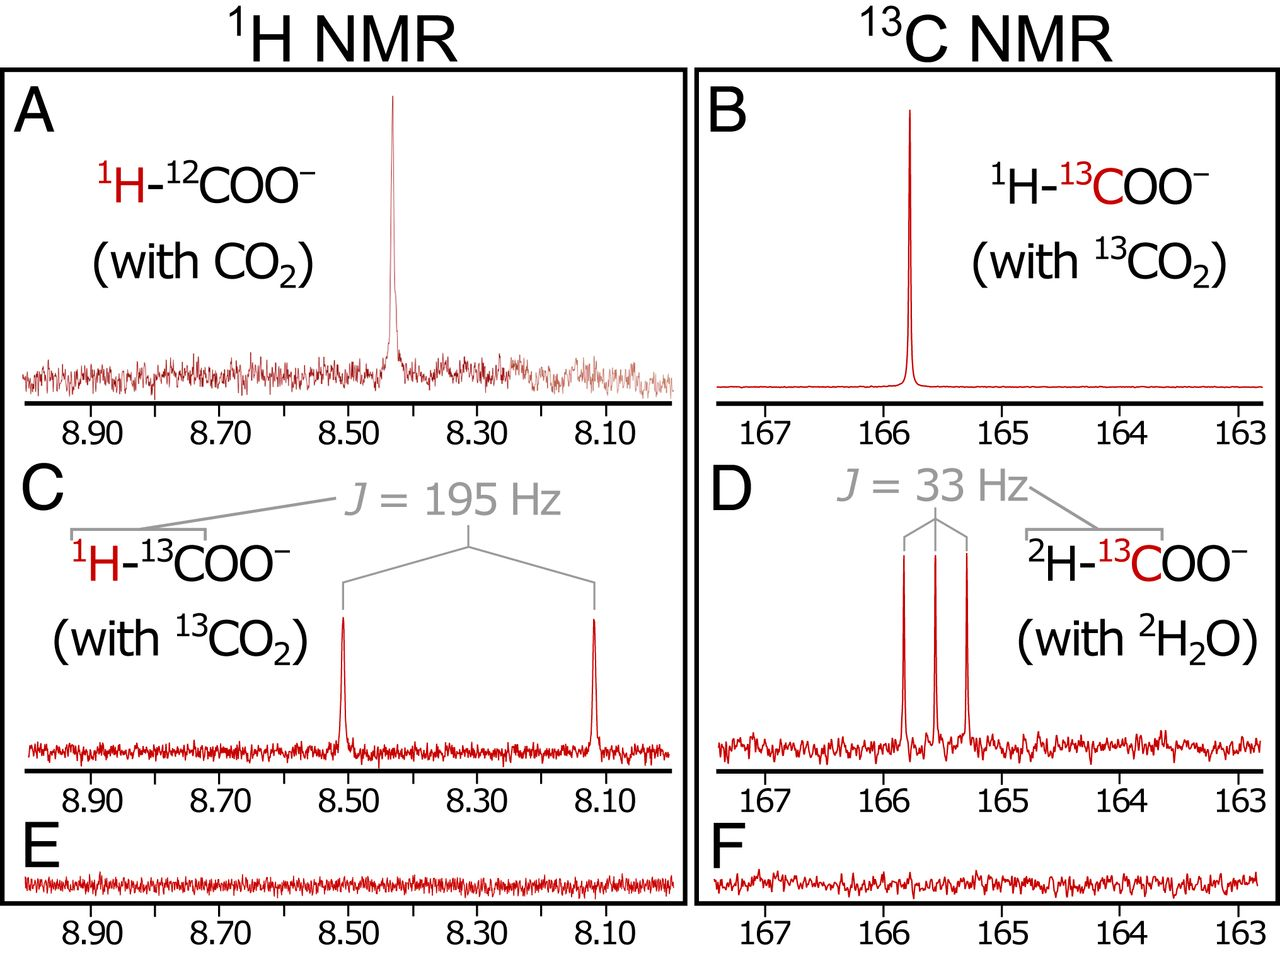 ¹H NMR
¹³C NMR
A
¹H-¹²COO⁻
(with CO₂)
8.90 8.70 8.50 8.30 8.10
B
¹H-¹³COO⁻
(with ¹³CO₂)
167 166 165 164 163
C
J = 195 Hz
¹H-¹³COO⁻
(with ¹³CO₂)
8.90 8.70 8.50 8.30 8.10
D
J = 33 Hz
²H-¹³COO⁻
(with ²H₂O)
167 166 165 164 163
E
8.90 8.70 8.50 8.30 8.10
F
167 166 165 164 163